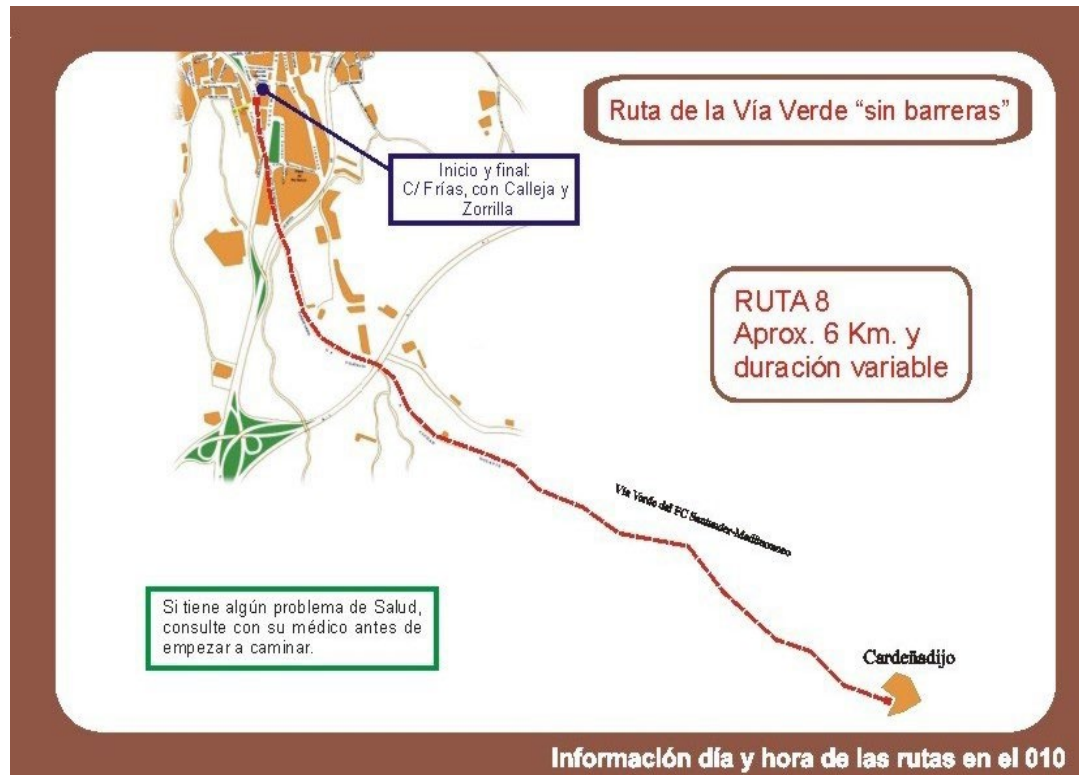 Ruta de la Vía Verde “sin barreras”
Inicio y final:
C/ Frías, con Calleja y
Zorrilla
RUTA 8
Aprox. 6 Km. y
duración variable
Vía Verde del FC Santander-Mediterraneo
Si tiene algún problema de Salud,
consulte con su médico antes de
empezar a caminar.
Cardeñadijo
Información día y hora de las rutas en el 010